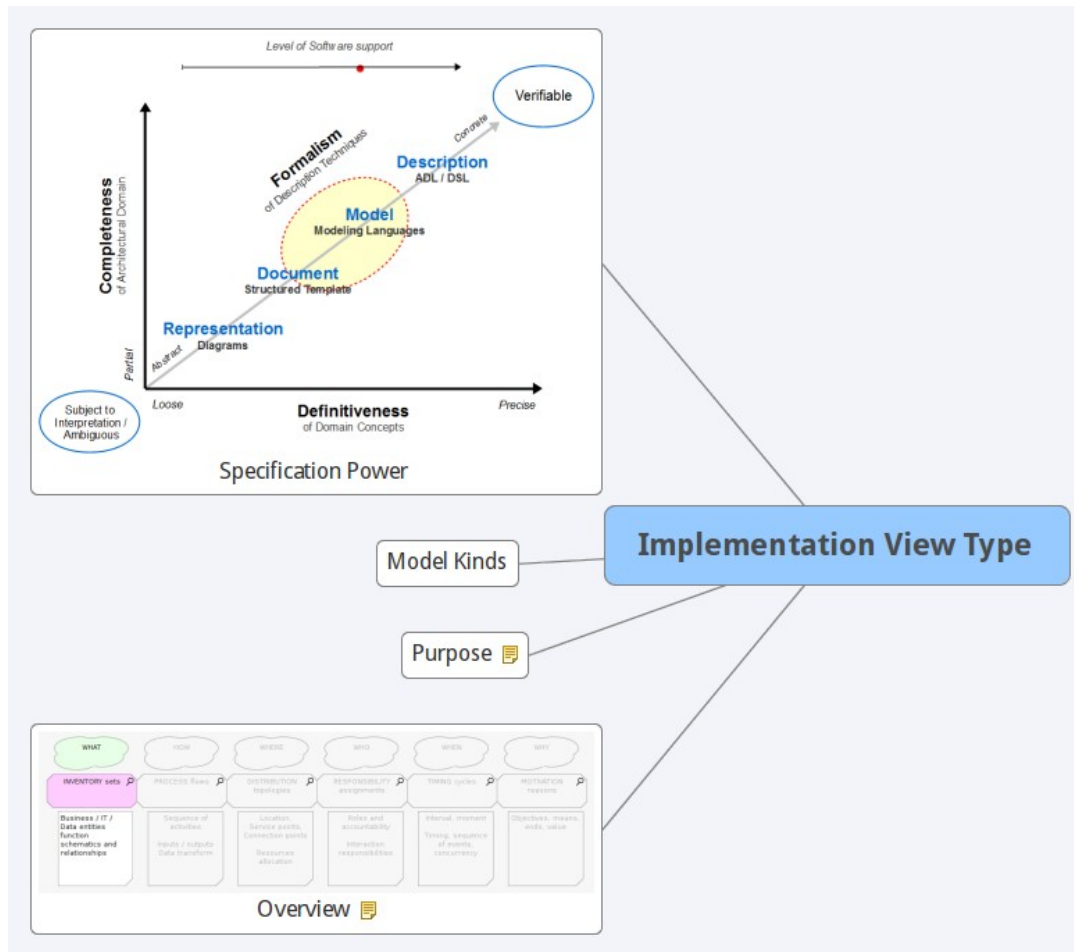 Level of Software support
Verifiable
Concrete
Formalism
of Description Techniques
Description
ADL / DSL
Completeness
of Architectural Domain
Model
Modeling Languages
Document
Structured Template
Representation
Diagrams
Abstract
Partial
Loose
Definitiveness
of Domain Concepts
Precise
Subject to
Interpretation /
Ambiguous
Specification Power
Implementation View Type
Model Kinds
Purpose
WHAT
HOW
WHERE
WHO
WHEN
WHY
INVENTORY sets
PROCESS flows
DISTRIBUTION
topologies
RESPONSIBILITY
assignments
TIMING cycles
MOTIVATION
reasons
Business / IT /
Data entities
function
schematics and
relationships
Sequence of
activities
Inputs / outputs
Data transform
Location
Service points,
Connection points
Resources
allocation
Roles and
accountability
Interaction,
responsibilities
Interval, moment
Timing, sequence
of events,
concurrency
Objectives, means,
ends, value
Overview